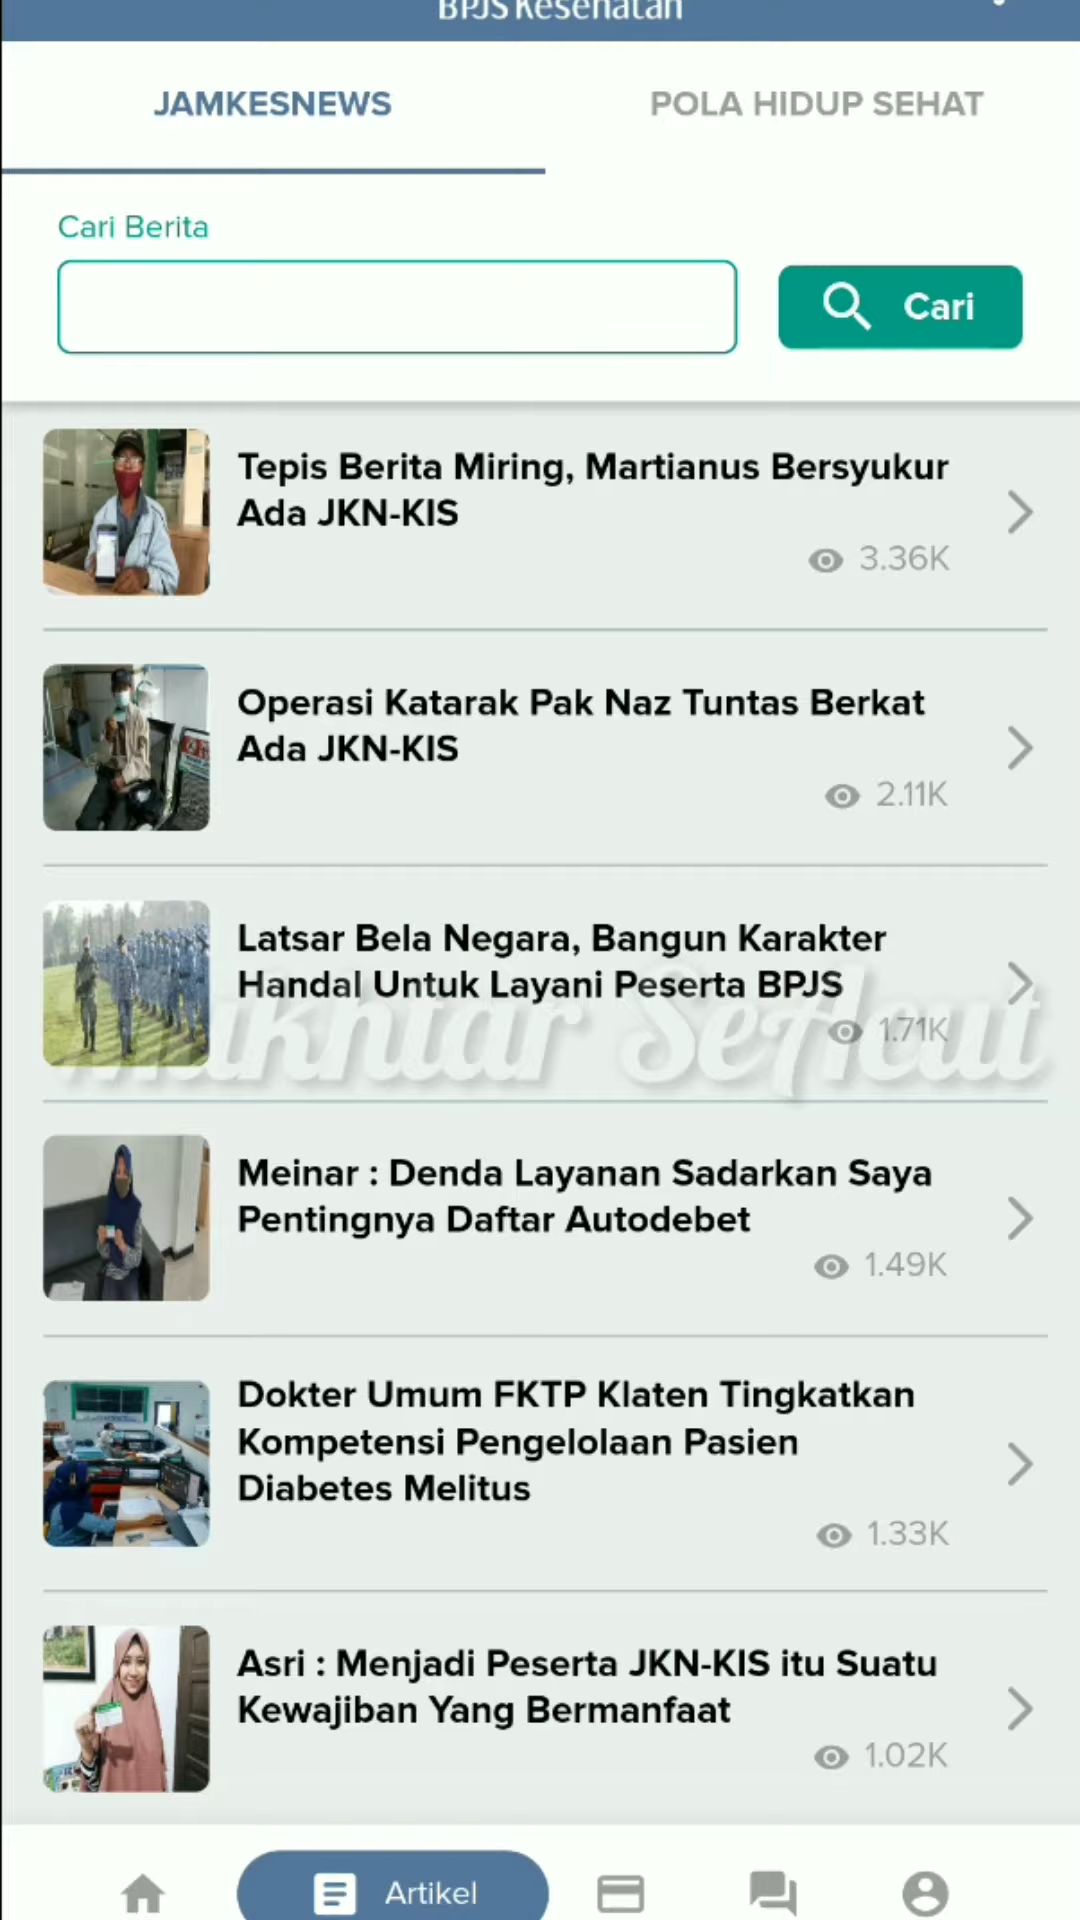 BPJS Kesehatan
JAMKESNEWS
POLA HIDUP SEHAT
Cari Berita
Cari
Tepis Berita Miring, Martianus Bersyukur
Ada JKN-KIS
3.36K
Operasi Katarak Pak Naz Tuntas Berkat
Ada JKN-KIS
2.11K
Latsar Bela Negara, Bangun Karakter
Handal Untuk Layani Peserta BPJS
1.71K
Mukhtar SeAcut
Meinar : Denda Layanan Sadarkan Saya
Pentingnya Daftar Autodebet
1.49K
Dokter Umum FKTP Klaten Tingkatkan
Kompetensi Pengelolaan Pasien
Diabetes Melitus
1.33K
Asri : Menjadi Peserta JKN-KIS itu Suatu
Kewajiban Yang Bermanfaat
1.02K
Artikel